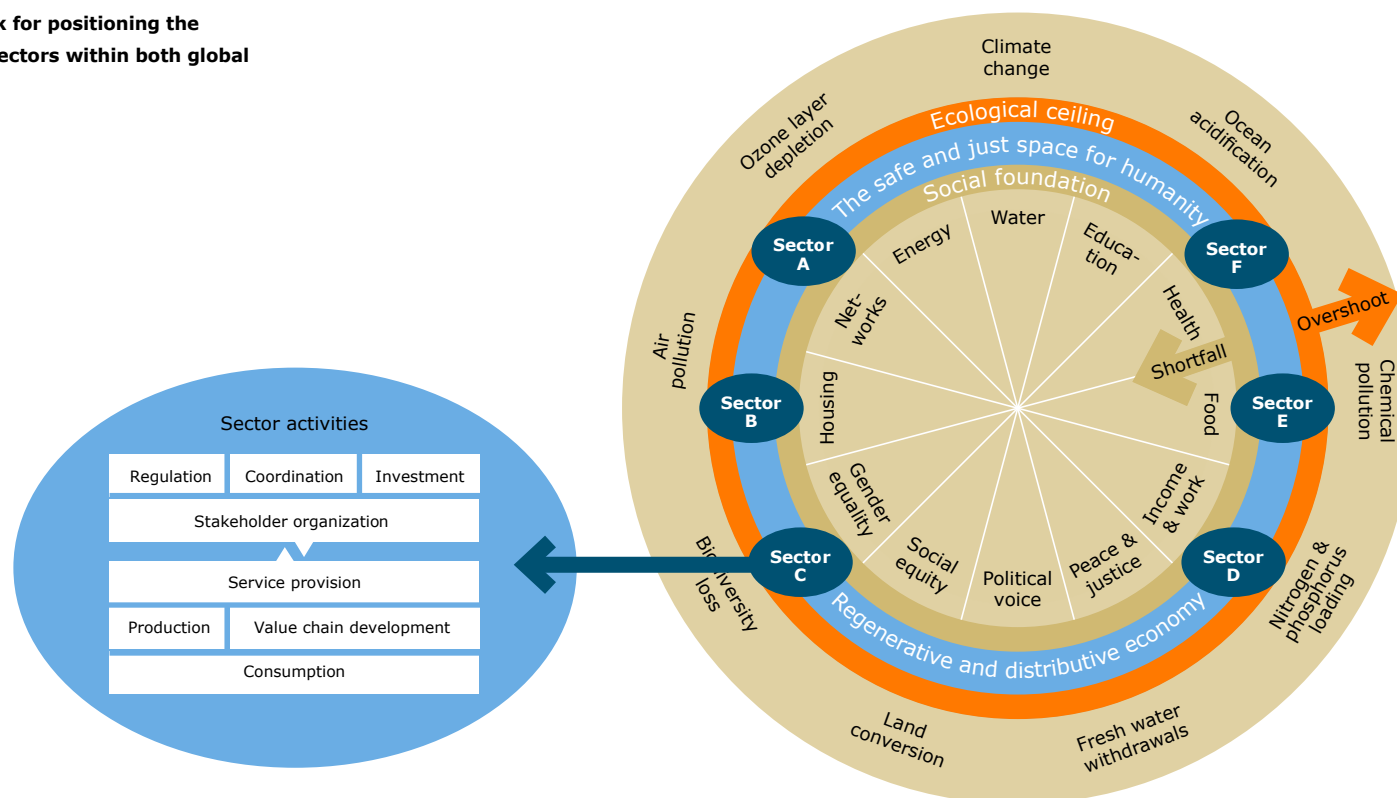 k for positioning the
ectors within both global
Climate
change
Ozone layer
depletion
Ocean
acidification
Ecological ceiling
The safe and just space for humanity
Social foundation
Water
Energy
Educa-
tion
Sector
A
Sector
F
Net-
works
Health
Overshoot
Air
pollution
Shortfall
Chemical
pollution
Sector
B
Housing
Food
Sector
E
Gender
equality
Income
& work
Sector
C
Social
equity
Political
voice
Peace &
justice
Sector
D
Biodiversity
loss
Nitrogen &
phosphorus
loading
Regenerative and distributive economy
Land
conversion
Fresh water
withdrawals
Sector activities
Regulation
Coordination
Investment
Stakeholder organization
Service provision
Production
Value chain development
Consumption